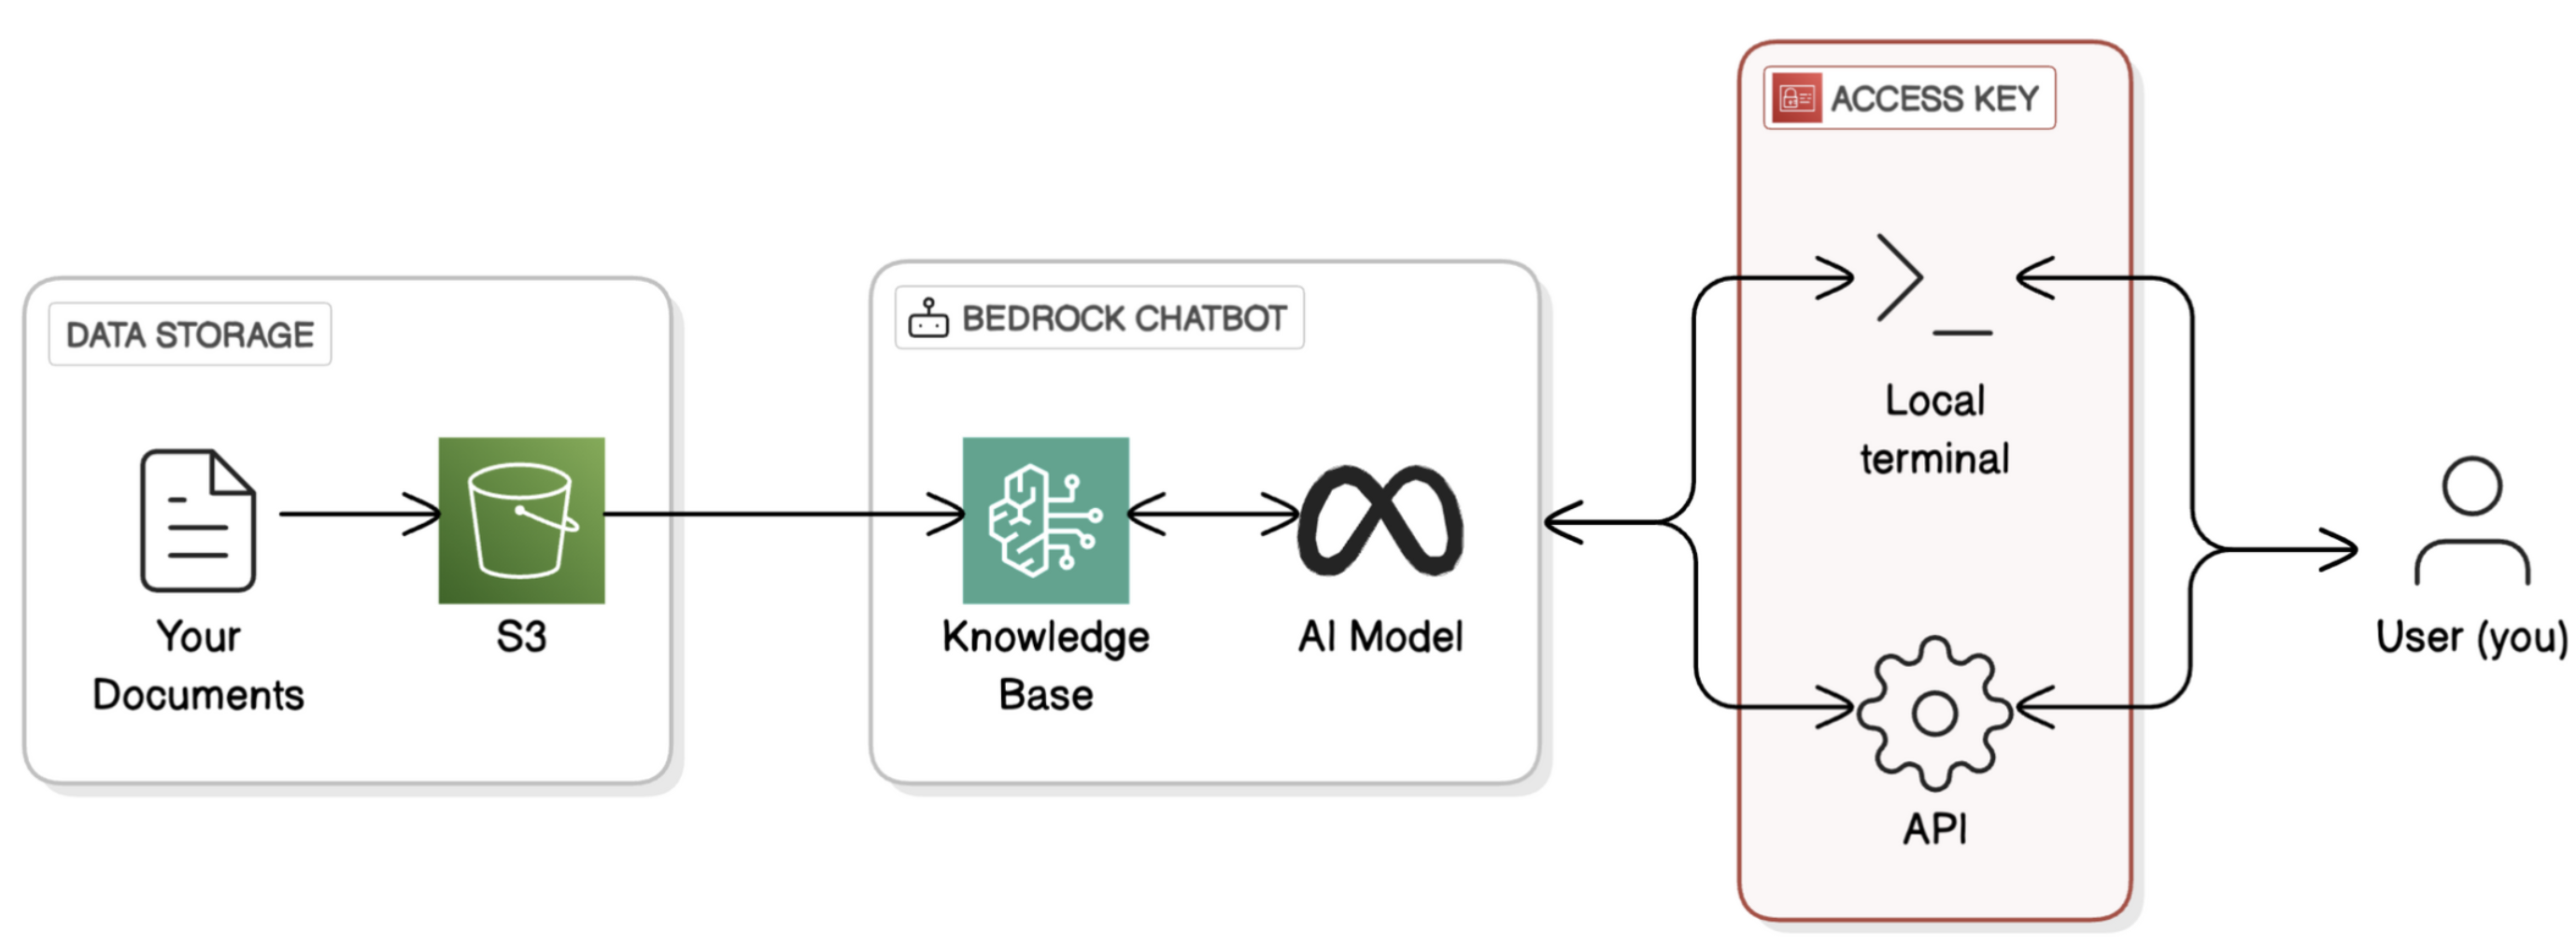 DATA STORAGE
Your
Documents
S3
BEDROCK CHATBOT
Knowledge
Base
AI Model
ACCESS KEY
Local
terminal
API
User (you)